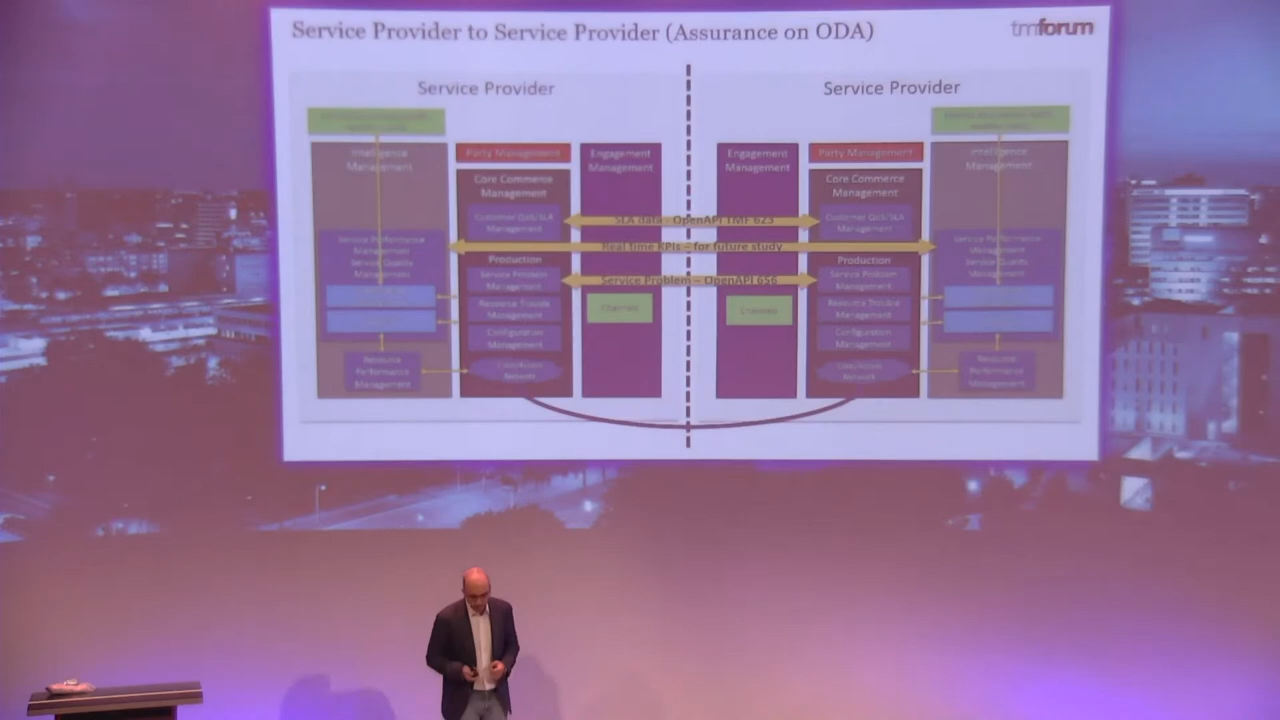 Service Provider to Service Provider (Assurance on ODA)
tmforum
Service Provider
Service Provider
Intelligence
Management
Party Management
Engagement
Management
Core Commerce
Management
Customer QoS/SLA
Management
Service Performance
Management
Service Quality
Management
Production
Service Problem
Management
Resource Trouble
Management
Configuration
Management
Channels
Resource
Performance
Management
Network
SLA data - OpenAPI TMF 623
Real time KPIs – for future study
Service Problem – OpenAPI 656
Engagement
Management
Party Management
Intelligence
Management
Core Commerce
Management
Customer QoS/SLA
Management
Service Performance
Management
Service Quality
Management
Production
Service Problem
Management
Resource Trouble
Management
Configuration
Management
Channels
Resource
Performance
Management
Network